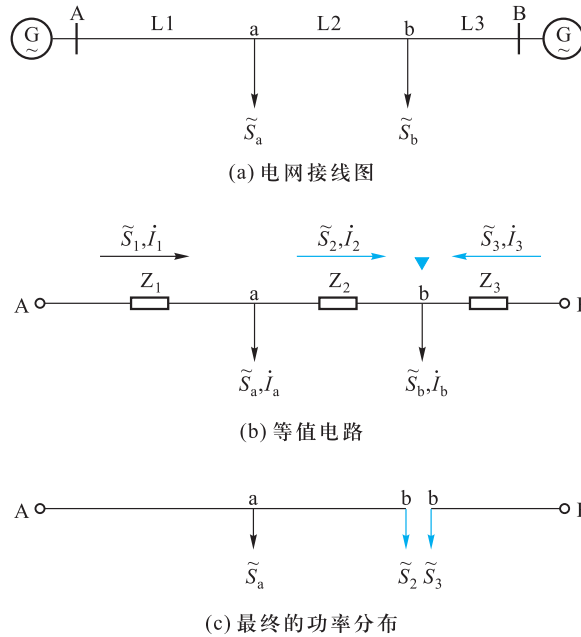 G ~ A L1 a L2 b L3 B G ~
S̃a S̃b
(a) 电网接线图
S̃1,İ1 S̃2,İ2 S̃3,İ3
A Z1 a Z2 b Z3
S̃a,İa S̃b,İb
(b) 等值电路
A a b b
S̃a S̃2 S̃3
(c) 最终的功率分布